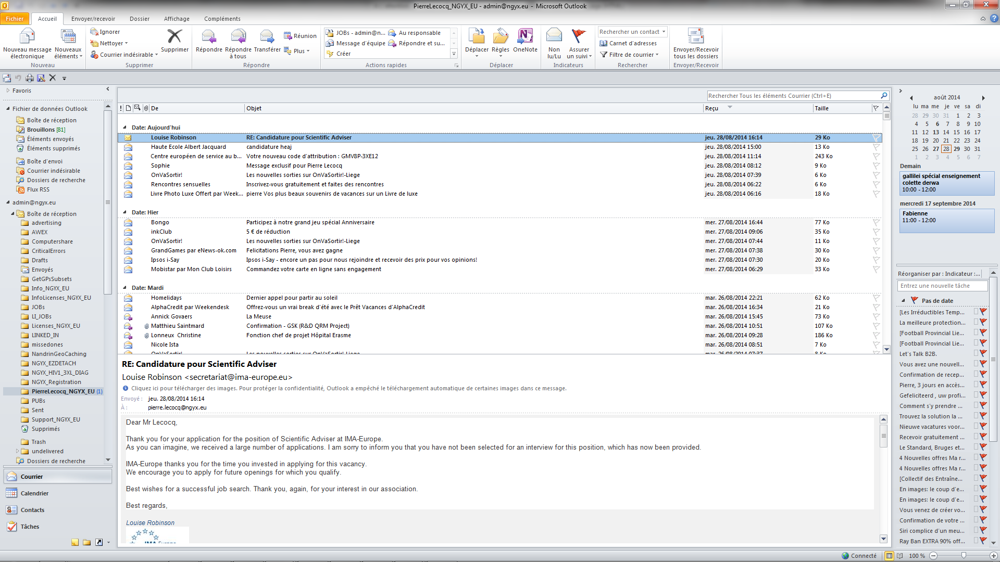 PierreLecocq_NGYX_EU - admin@ngyx.eu - Microsoft Outlook
Fichier Accueil Envoyer/recevoir Dossier Affichage Compléments
Nouveau message électronique
Nouveaux éléments
Nouveau
Ignorer
Nettoyer
Courrier indésirable
Supprimer
Supprimer
Répondre
Répondre à tous
Transférer
Réunion
Plus
Répondre
JOBs - admin@n...
Au responsable
Message d'équipe
Répondre et su...
Créer
Actions rapides
Déplacer
Règles
OneNote
Déplacer
Non lu/Lu
Assurer un suivi
Indicateurs
Rechercher un contact
Carnet d'adresses
Filtre de courrier
Rechercher
Envoyer/Recevoir tous les dossiers
Envoyer/Recevoir
Favoris
Fichier de données Outlook
Boîte de réception
Brouillons [81]
Éléments envoyés
Éléments supprimés
Boîte d'envoi
Courrier indésirable
Dossiers de recherche
Flux RSS
admin@ngyx.eu
Boîte de réception
advertising
AWEX
Computershare
CriticalErrors
Drafts
Envoyés
GetGPsSubsets
Info_NGYX_EU
InfoLicenses_NGYX_EU
JOBs
LI_JOBs
Licenses_NGYX_EU
LINKED_IN
missedones
NandrinGeoCaching
NGYX_EZDETACH
NGYX_HIV1_3XL_DIAG
NGYX_Registration
PierreLecocq_NGYX_EU (1)
PUBs
Sent
Support_NGYX_EU
Supprimés
Trash
undelivered
Dossiers de recherche
Courrier
Calendrier
Contacts
Tâches
Rechercher Tous les éléments Courrier (Ctrl+E)
De Objet Reçu Taille
Date: Aujourd'hui
Louise Robinson RE: Candidature pour Scientific Adviser jeu. 28/08/2014 16:14 29 Ko
Haute Ecole Albert Jacquard candidature heaj jeu. 28/08/2014 15:00 13 Ko
Centre européen de service au b... Votre nouveau code d'attribution : GMV8P-3XE12 jeu. 28/08/2014 11:14 243 Ko
Sophie Message exclusif pour Pierre Lecocq jeu. 28/08/2014 08:12 9 Ko
OnVaSortir! Les nouvelles sorties sur OnVaSortir!-Liege jeu. 28/08/2014 07:39 6 Ko
Rencontres sensuelles Inscrivez-vous gratuitement et faites des rencontres jeu. 28/08/2014 06:22 6 Ko
Livre Photo Luxe Offert par Week... pierre Vos plus beaux souvenirs de vacances sur un Livre de luxe jeu. 28/08/2014 06:16 18 Ko
Date: Hier
Bongo Participez à notre grand jeu spécial Anniversaire mer. 27/08/2014 16:44 77 Ko
inkClub 5 € de réduction mer. 27/08/2014 09:06 35 Ko
OnVaSortir! Les nouvelles sorties sur OnVaSortir!-Liege mer. 27/08/2014 07:44 11 Ko
GrandGames par eNews-ok.com Felicitations Pierre, vous avez gagne mer. 27/08/2014 07:38 30 Ko
Ipsos i-Say Ipsos i-Say - encore un pas pour nous rejoindre et recevoir des prix pour vos opinions! mer. 27/08/2014 07:30 20 Ko
Mobistar par Mon Club Loisirs Commandez votre carte en ligne sans engagement mer. 27/08/2014 06:29 33 Ko
Date: Mardi
Homelidays Dernier appel pour partir au soleil mar. 26/08/2014 22:21 62 Ko
AlphaCredit par Weekendesk Offrez-vous un vrai break d'été avec le Prêt Vacances d'AlphaCredit mar. 26/08/2014 16:34 21 Ko
Annick Govaers La Meuse mar. 26/08/2014 15:45 73 Ko
Matthieu Saintmard Confirmation - GSK (R&D QRM Project) mar. 26/08/2014 10:51 107 Ko
Lonneux Christine Fonction chef de projet Hôpital Erasme mar. 26/08/2014 09:28 186 Ko
Nicole Ista mar. 26/08/2014 08:51 7 Ko
OnVaSortir! Les nouvelles sorties sur OnVaSortir!-Liege mar. 26/08/2014 07:37 8 Ko
RE: Candidature pour Scientific Adviser
Louise Robinson <secretariat@ima-europe.eu>
Cliquez ici pour télécharger des images. Pour protéger la confidentialité, Outlook a empêché le téléchargement automatique de certaines images dans ce message.
Envoyé : jeu. 28/08/2014 16:14
À : pierre.lecocq@ngyx.eu
Dear Mr Lecocq,
Thank you for your application for the position of Scientific Adviser at IMA-Europe.
As you can imagine, we received a large number of applications. I am sorry to inform you that you have not been selected for an interview for this position, which has now been provided.
IMA-Europe thanks you for the time you invested in applying for this vacancy.
We encourage you to apply for future openings for which you qualify.
Best wishes for a successful job search. Thank you, again, for your interest in our association.
Best regards,
Louise Robinson
IMA-Europe
août 2014
lu ma me je ve sa di
28 29 30 31 1 2 3
4 5 6 7 8 9 10
11 12 13 14 15 16 17
18 19 20 21 22 23 24
25 26 27 28 29 30 31
1 2 3 4 5 6 7
Demain
gallilei spécial enseignement
colette derwa
10:00 - 12:00
mercredi 17 septembre 2014
Fabienne
11:00 - 12:00
Réorganiser par : Indicateur :...
Entrez une nouvelle tâche
Pas de date
[Les Irréductibles Temp...
La meilleure protection...
[Football Provincial Lie...
[Football Provincial Lie...
Let's Talk B2B.
Vous avez une nouvell...
Confirmation de recep...
Pierre, 3 jours en accès...
Gefeliciteerd , uw profi...
Comment s'y prendre ...
Trouvez la solution la ...
Nieuwe vacatures voor...
Recevoir gratuitement ...
Le Standard, Bruges et...
4 Nouvelles offres Ma r...
4 Nouvelles offres Ma r...
[Collectif des Entraîne...
En images: le coup d'e...
En images: le coup d'e...
Vous venez de créer vo...
Confirmation de votre ...
Siri complice d'un meu...
Ray Ban EXTRA 90% off...
Connecté 100 %